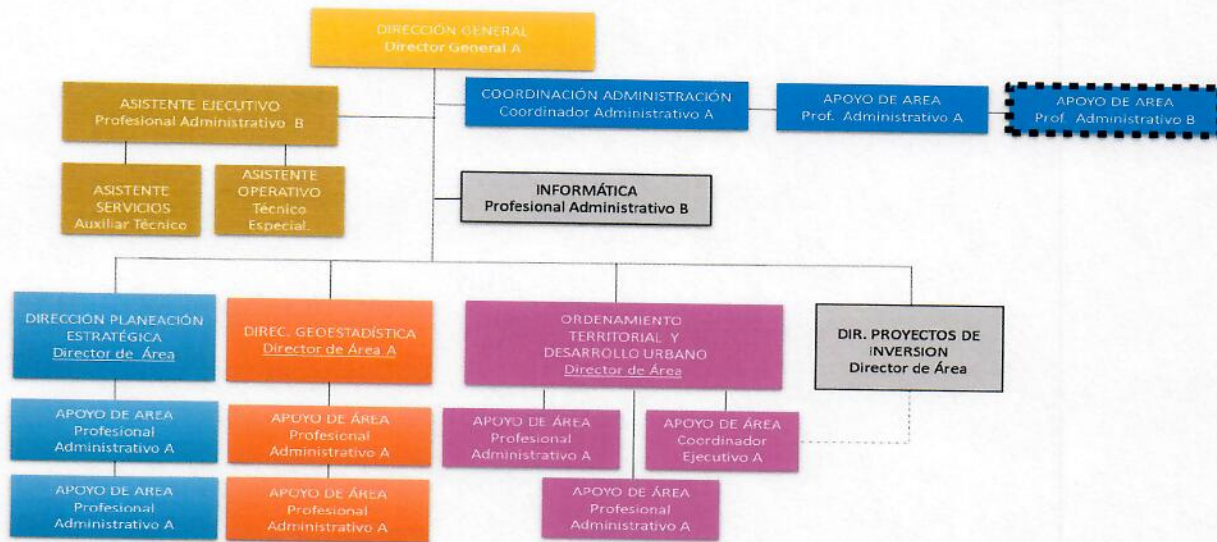 DIRECCIÓN GENERAL
Director General A
COORDINACIÓN ADMINISTRACIÓN
Coordinador Administrativo A
APOYO DE AREA
Prof. Administrativo A
APOYO DE AREA
Prof. Administrativo B
ASISTENTE EJECUTIVO
Profesional Administrativo B
ASISTENTE
SERVICIOS
Auxiliar Técnico
ASISTENTE
OPERATIVO
Técnico
Especial.
INFORMÁTICA
Profesional Administrativo B
DIRECCIÓN PLANEACIÓN
ESTRATÉGICA
Director de Área
DIREC. GEOESTADÍSTICA
Director de Área A
ORDENAMIENTO
TERRITORIAL Y
DESARROLLO URBANO
Director de Área
DIR. PROYECTOS DE
iNVERSION
Director de Área
APOYO DE AREA
Profesional
Administrativo A
APOYO DE ÁREA
Profesional
Administrativo A
APOYO DE ÁREA
Profesional
Administrativo A
APOYO DE ÁREA
Coordinador
Ejecutivo A
APOYO DE AREA
Profesional
Administrativo A
APOYO DE ÁREA
Profesional
Administrativo A
APOYO DE ÁREA
Profesional
Administrativo A